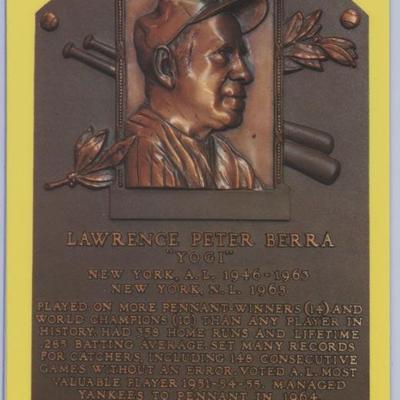 LAWRENCE PETER BERRA
"YOGI"
NEW YORK, A.L. 1946-1963
NEW YORK, N.L. 1965
PLAYED ON MORE PENNANT-WINNERS (14) AND
WORLD CHAMPIONS (10) THAN ANY PLAYER IN
HISTORY. HAD 358 HOME RUNS AND LIFETIME
.285 BATTING AVERAGE. SET MANY RECORDS
FOR CATCHERS, INCLUDING 148 CONSECUTIVE
GAMES WITHOUT AN ERROR. VOTED A.L. MOST
VALUABLE PLAYER 1951-54-55. MANAGED
YANKEES TO PENNANT IN 1964.